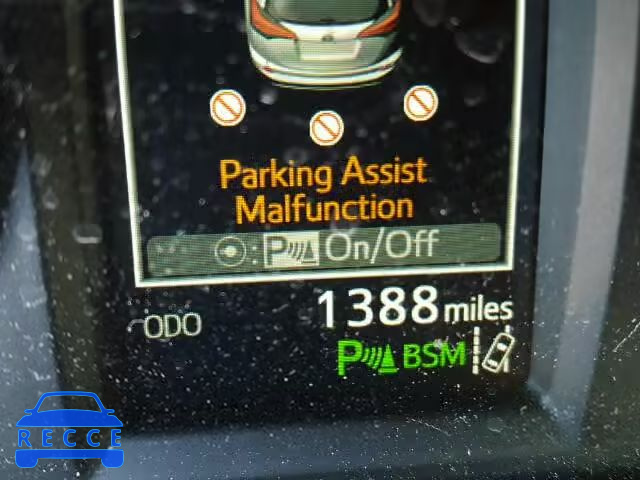 Parking Assist
Malfunction
: P On/Off
ODO 1388 miles
P BSM
RECCE